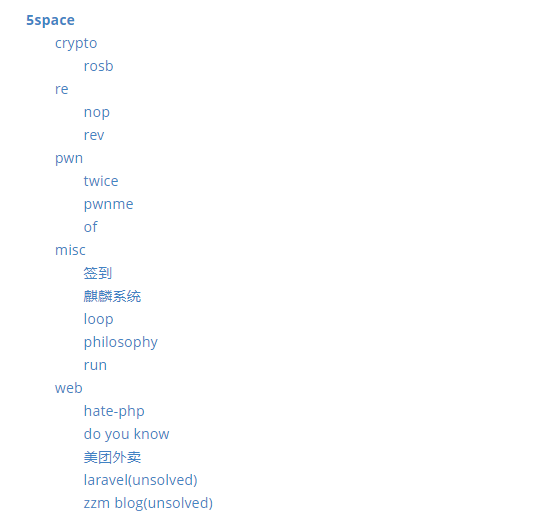 5space
crypto
rosb
re
nop
rev
pwn
twice
pwnme
of
misc
签到
麒麟系统
loop
philosophy
run
web
hate-php
do you know
美团外卖
laravel(unsolved)
zzm blog(unsolved)